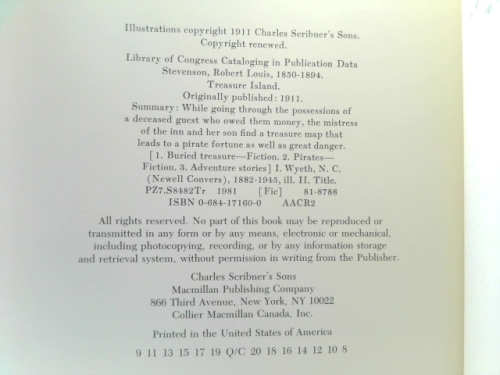 Illustrations copyright 1911 Charles Scribner's Sons.
Copyright renewed.
Library of Congress Cataloging in Publication Data
Stevenson, Robert Louis, 1850-1894.
Treasure Island.
Originally published: 1911.
Summary: While going through the possessions of
a deceased guest who owed them money, the mistress
of the inn and her son find a treasure map that
leads to a pirate fortune as well as great danger.
[ 1. Buried treasure—Fiction. 2. Pirates—
Fiction. 3. Adventure stories] I. Wyeth, N. C.
(Newell Convers), 1882-1945, ill. II. Title.
PZ7.S8482Tr 1981 [Fic] 81-8788
ISBN 0-684-17160-0 AACR2
All rights reserved. No part of this book may be reproduced or
transmitted in any form or by any means, electronic or mechanical,
including photocopying, recording, or by any information storage
and retrieval system, without permission in writing from the Publisher.
Charles Scribner's Sons
Macmillan Publishing Company
866 Third Avenue, New York, NY 10022
Collier Macmillan Canada, Inc.
Printed in the United States of America
9 11 13 15 17 19 Q/C 20 18 16 14 12 10 8